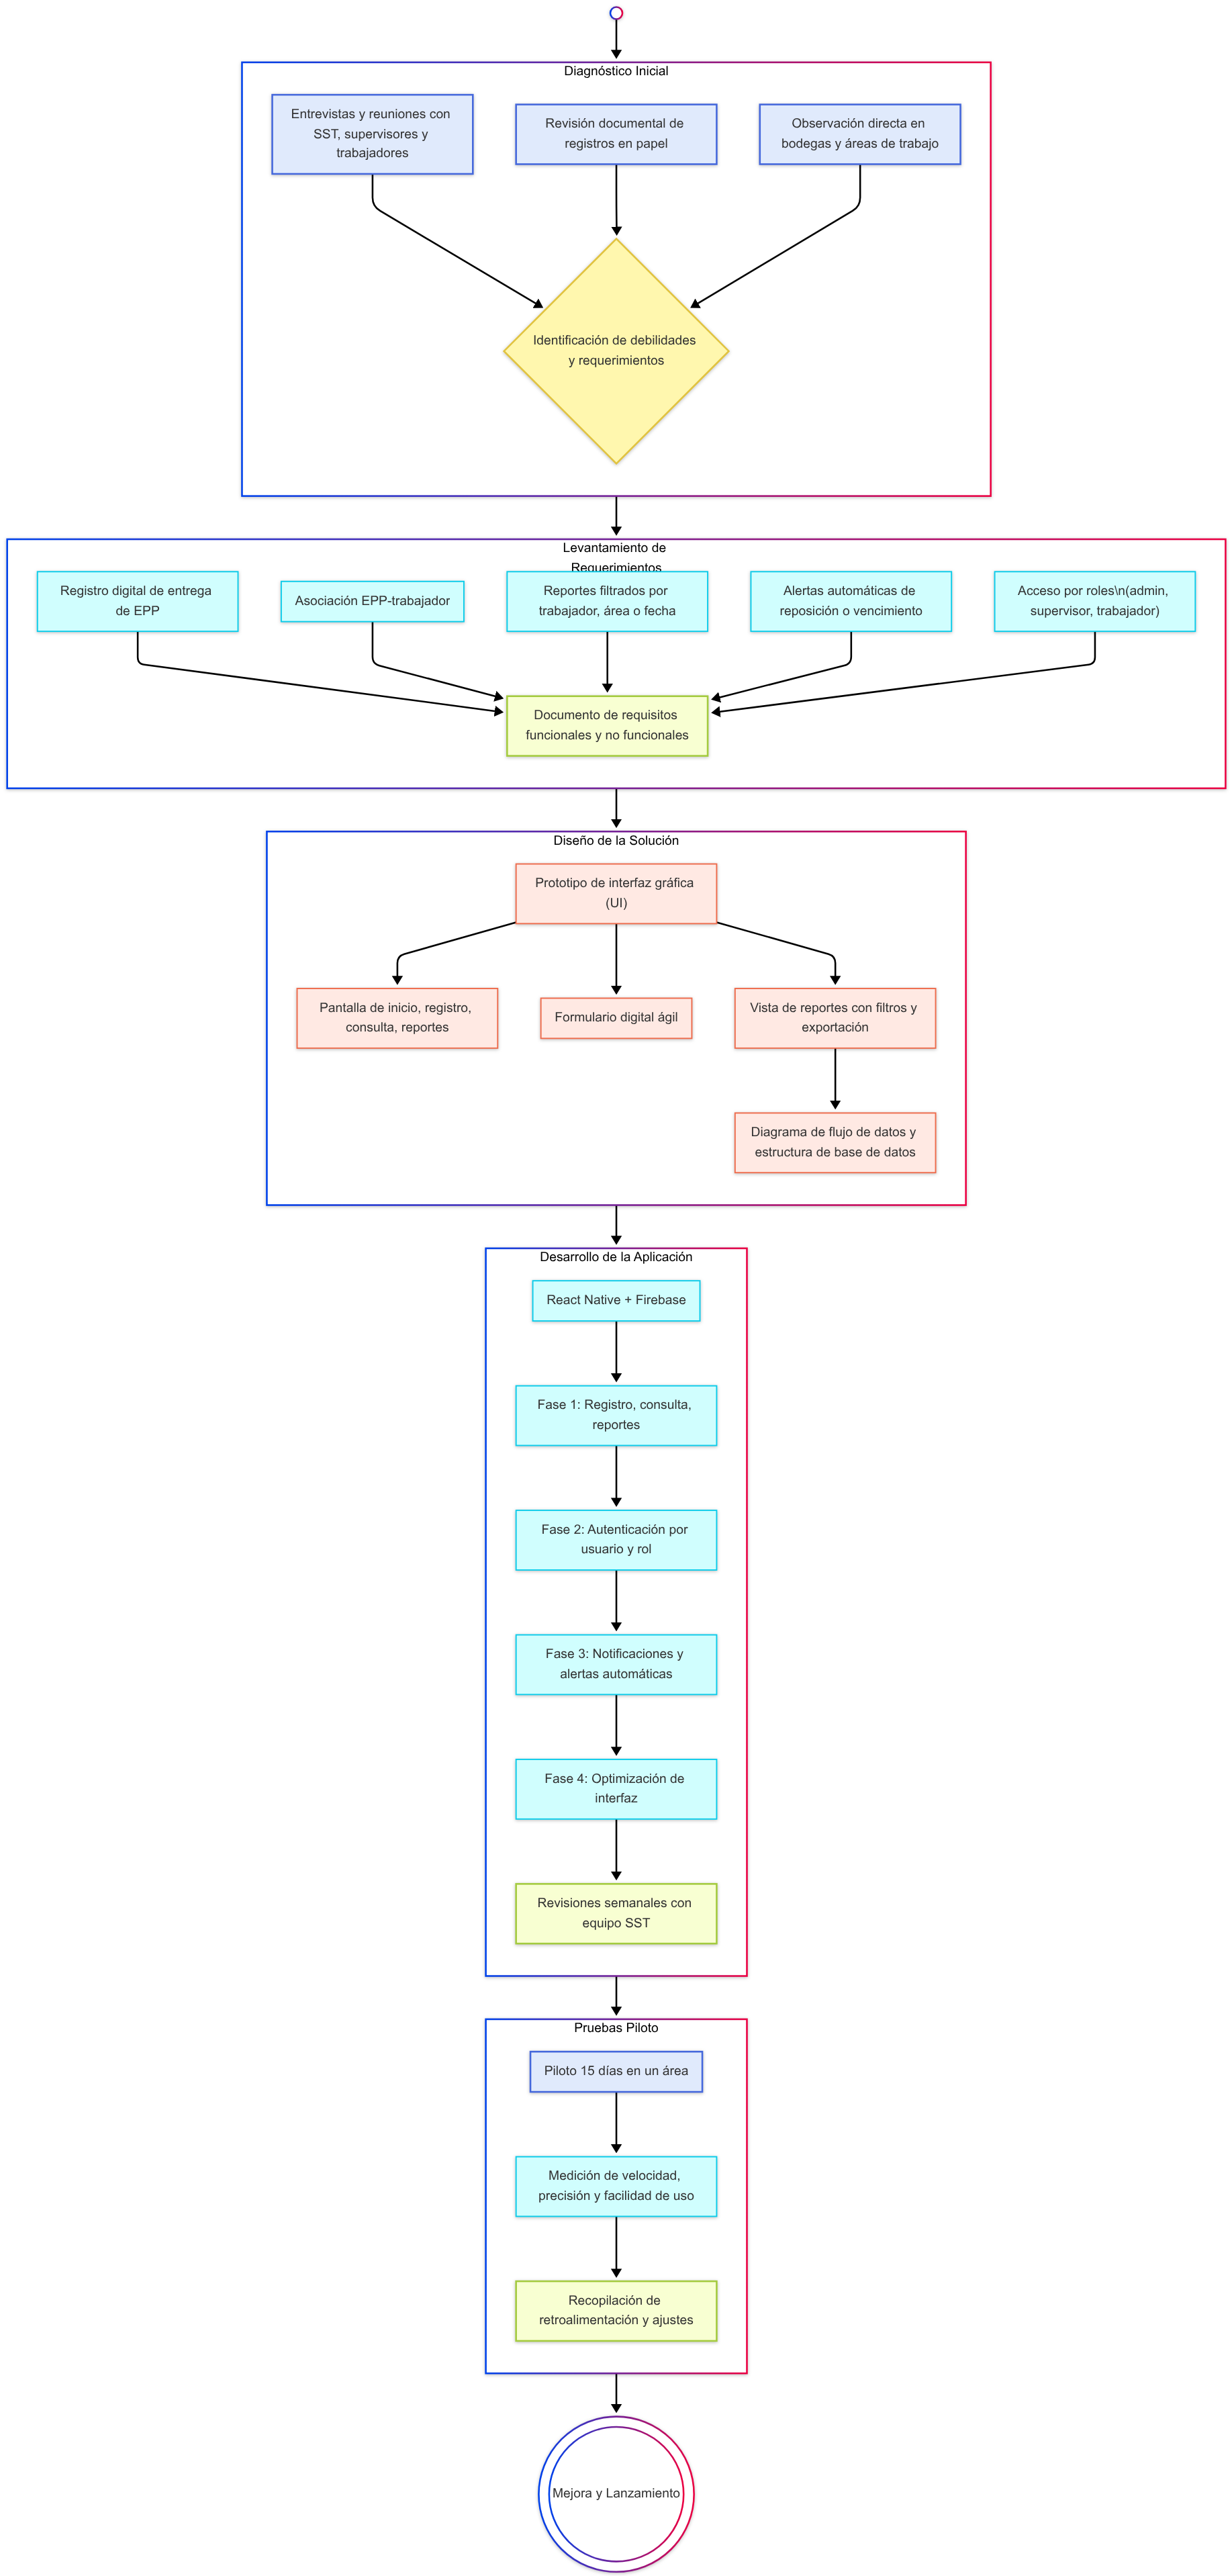 Diagnóstico Inicial
Entrevistas y reuniones con
SST, supervisores y
trabajadores
Revisión documental de
registros en papel
Observación directa en
bodegas y áreas de trabajo
Identificación de debilidades
y requerimientos
Levantamiento de
Requerimientos
Registro digital de entrega
de EPP
Asociación EPP-trabajador
Reportes filtrados por
trabajador, área o fecha
Alertas automáticas de
reposición o vencimiento
Acceso por roles\n(admin,
supervisor, trabajador)
Documento de requisitos
funcionales y no funcionales
Diseño de la Solución
Prototipo de interfaz gráfica
(UI)
Pantalla de inicio, registro,
consulta, reportes
Formulario digital ágil
Vista de reportes con filtros y
exportación
Diagrama de flujo de datos y
estructura de base de datos
Desarrollo de la Aplicación
React Native + Firebase
Fase 1: Registro, consulta,
reportes
Fase 2: Autenticación por
usuario y rol
Fase 3: Notificaciones y
alertas automáticas
Fase 4: Optimización de
interfaz
Revisiones semanales con
equipo SST
Pruebas Piloto
Piloto 15 días en un área
Medición de velocidad,
precisión y facilidad de uso
Recopilación de
retroalimentación y ajustes
Mejora y Lanzamiento